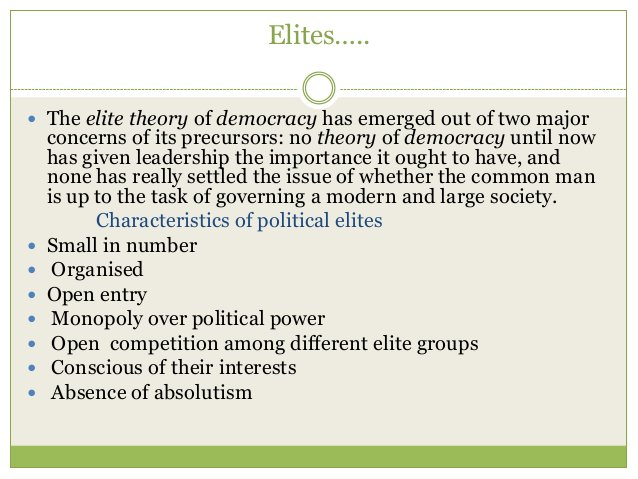 Elites.....
• The elite theory of democracy has emerged out of two major
concerns of its precursors: no theory of democracy until now
has given leadership the importance it ought to have, and
none has really settled the issue of whether the common man
is up to the task of governing a modern and large society.
Characteristics of political elites
• Small in number
• Organised
• Open entry
• Monopoly over political power
• Open competition among different elite groups
• Conscious of their interests
• Absence of absolutism